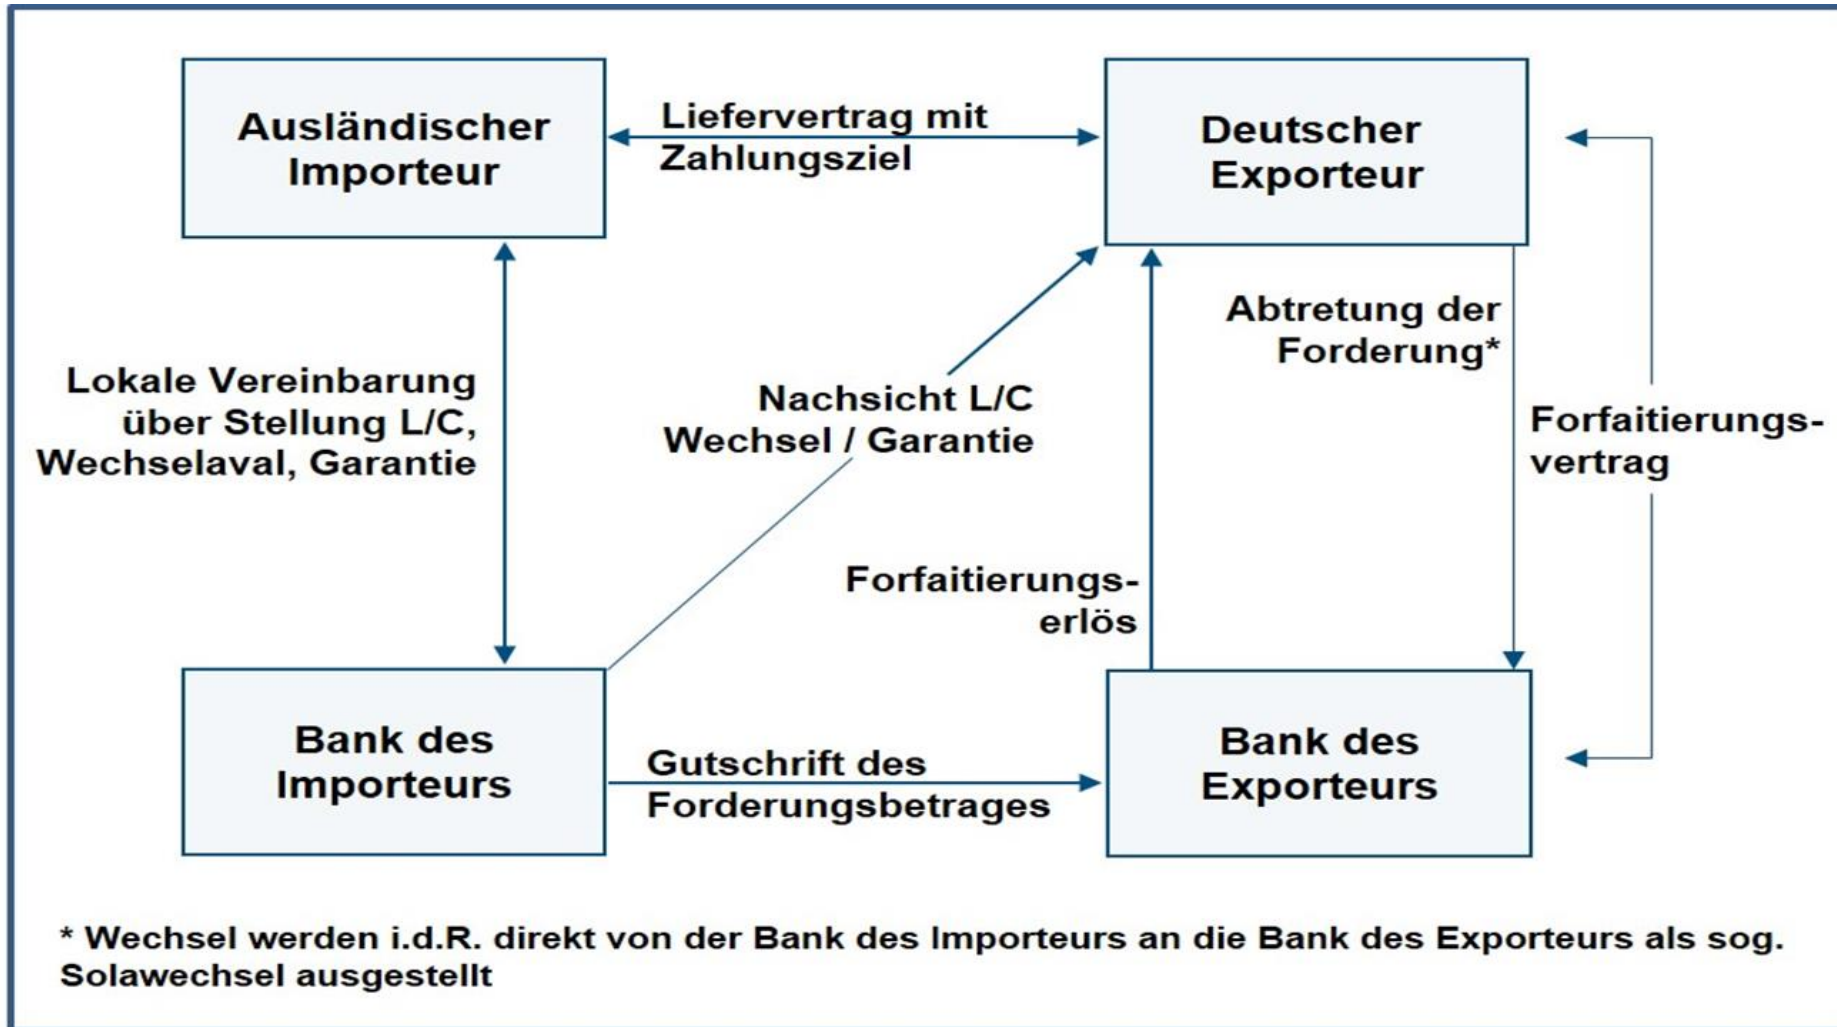 Ausländischer
Importeur
Liefervertrag mit
Zahlungsziel
Deutscher
Exporteur
Abtretung der
Forderung*
Lokale Vereinbarung
über Stellung L/C,
Wechselaval, Garantie
Nachsicht L/C
Wechsel / Garantie
Forfaitierungs-
vertrag
Forfaitierungs-
erlös
Bank des
Importeurs
Gutschrift des
Forderungsbetrages
Bank des
Exporteurs
* Wechsel werden i.d.R. direkt von der Bank des Importeurs an die Bank des Exporteurs als sog.
Solawechsel ausgestellt